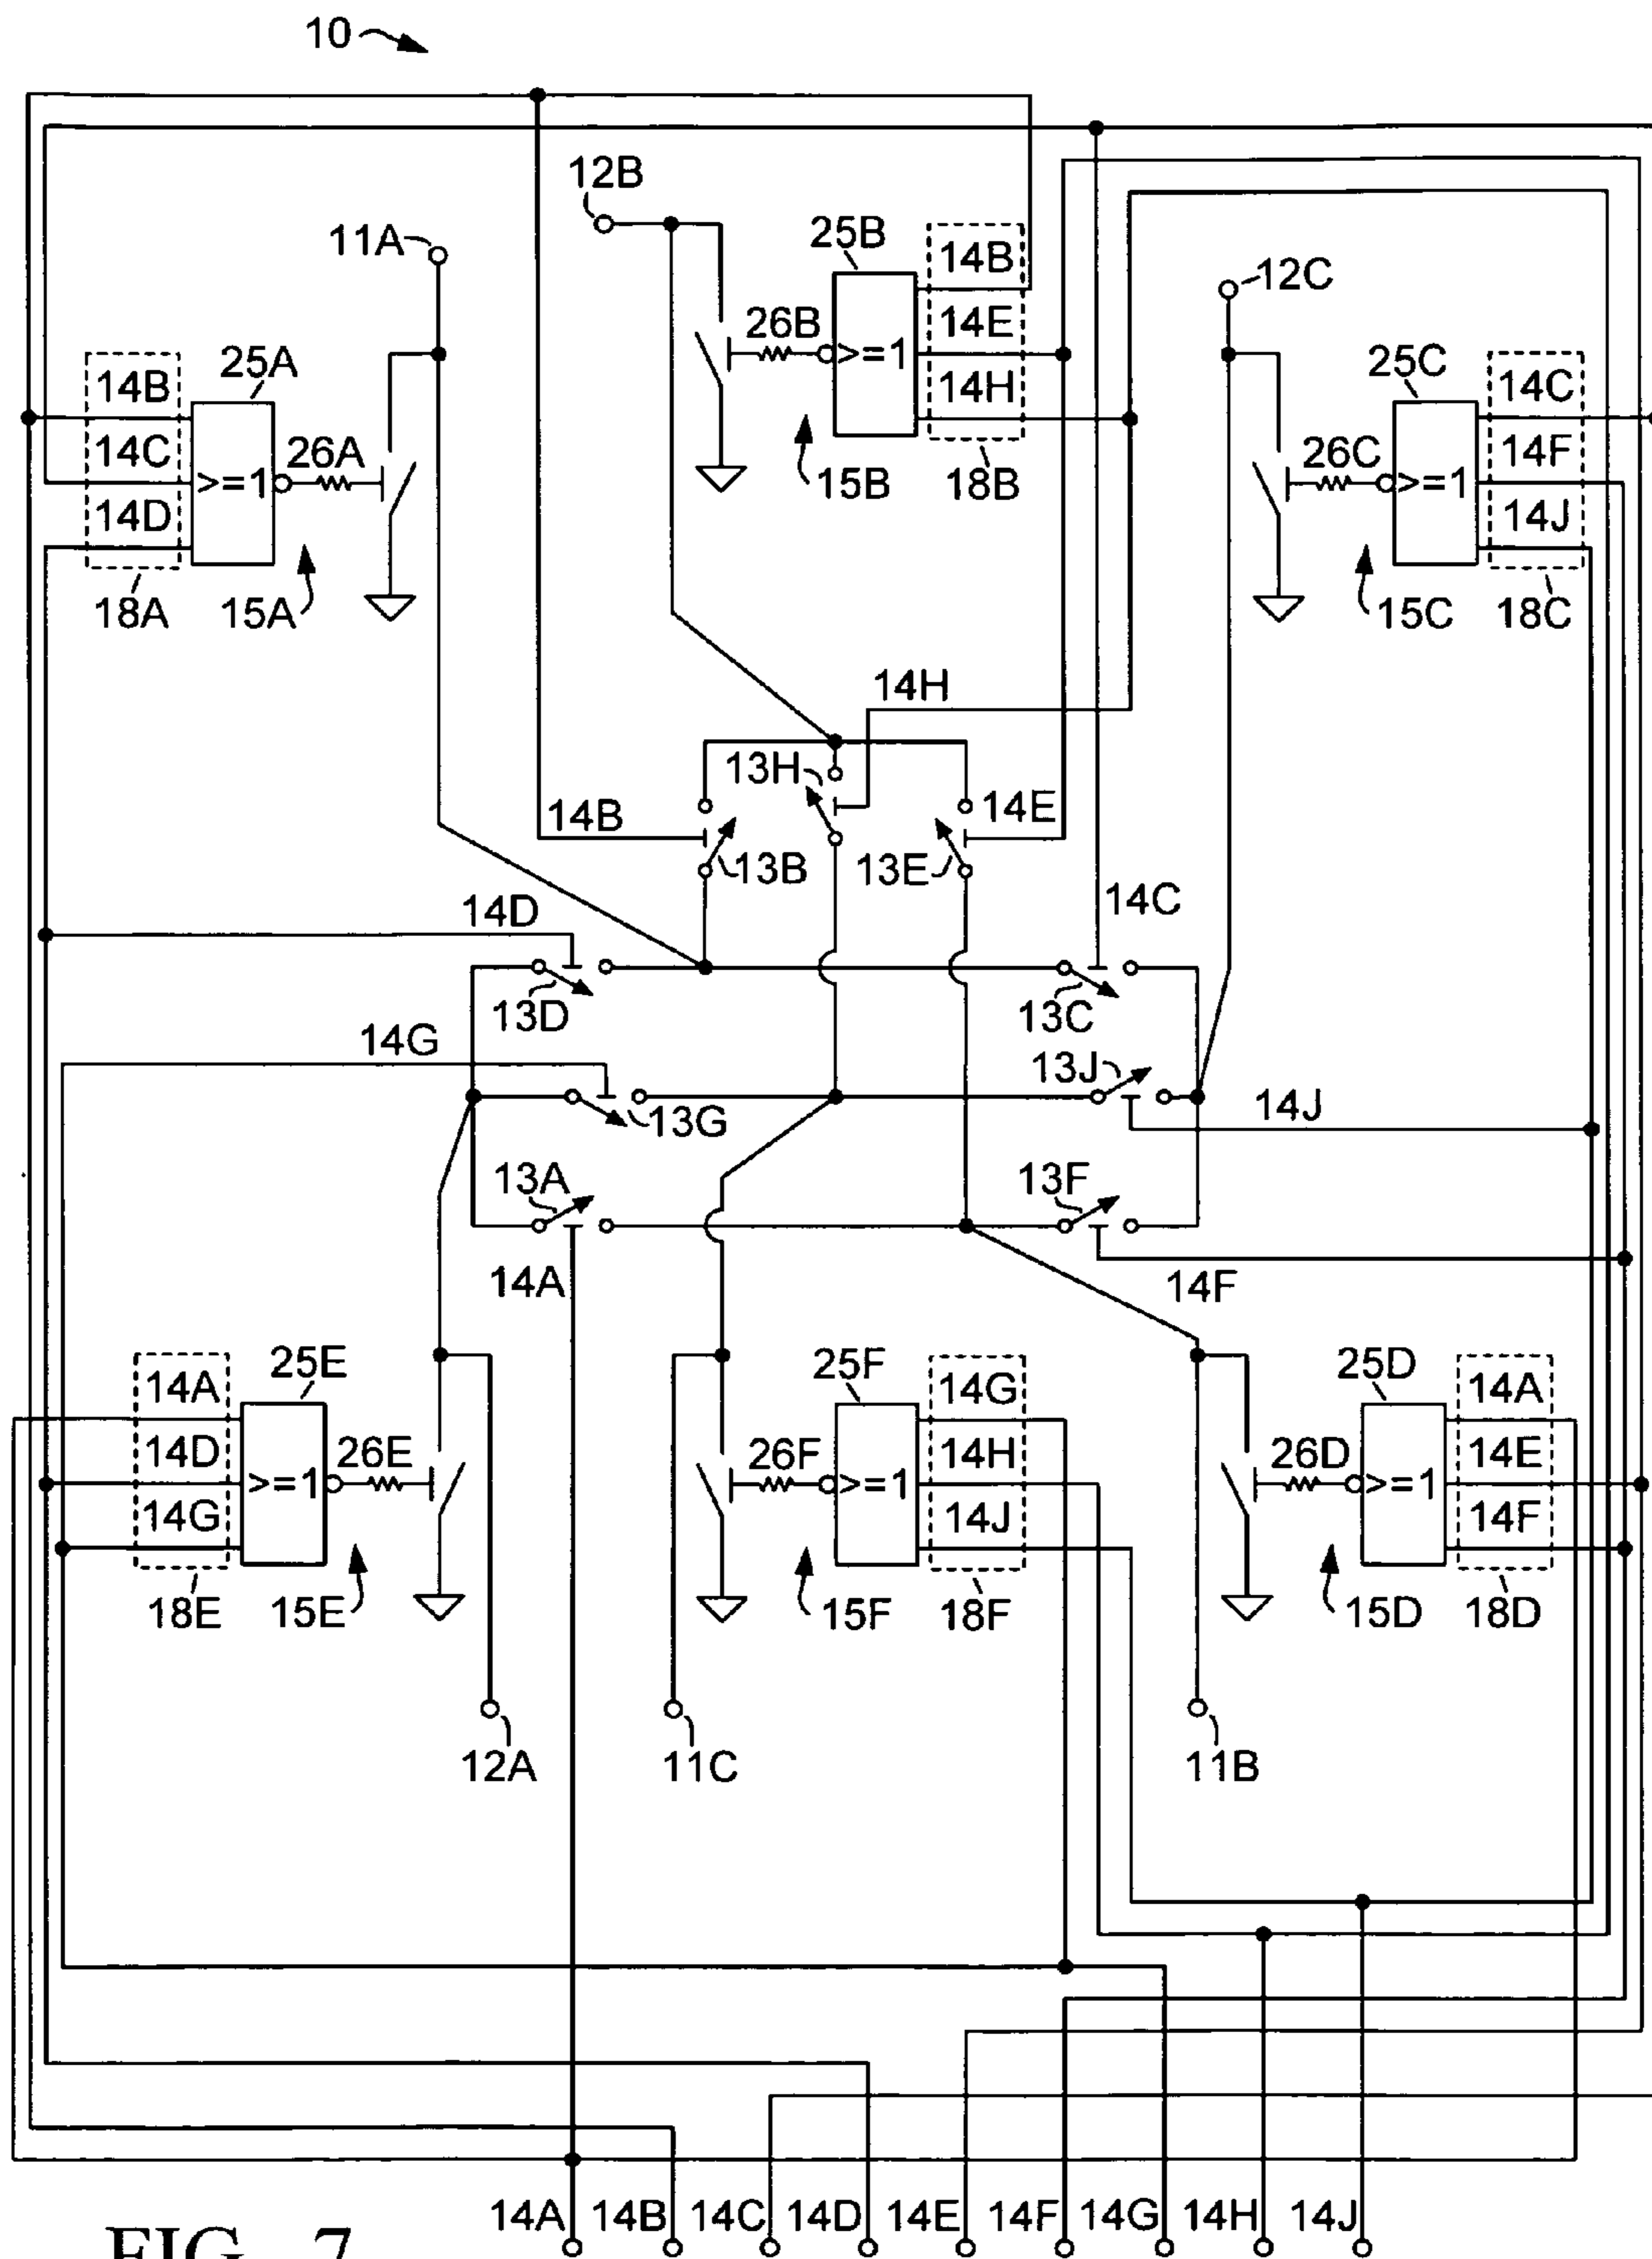 10
12B
11A
25B
14B
12C
26B
14E
>=1
25A
14B
14H
25C
14C
14C
26A
26C
14F
>=1
15B
18B
>=1
14D
14J
18A
15A
15C
18C
14H
13H
14B
14E
13B
13E
14D
14C
13D
13C
14G
13J
13G
14J
13A
13F
14A
14F
25E
25F
25D
14A
14G
14A
14D
26E
26F
14H
26D
14E
>=1
>=1
>=1
14G
14J
14F
18E
15E
15F
18F
15D
18D
12A
11C
11B
14A 14B 14C 14D 14E 14F 14G 14H 14J
FIG. 7